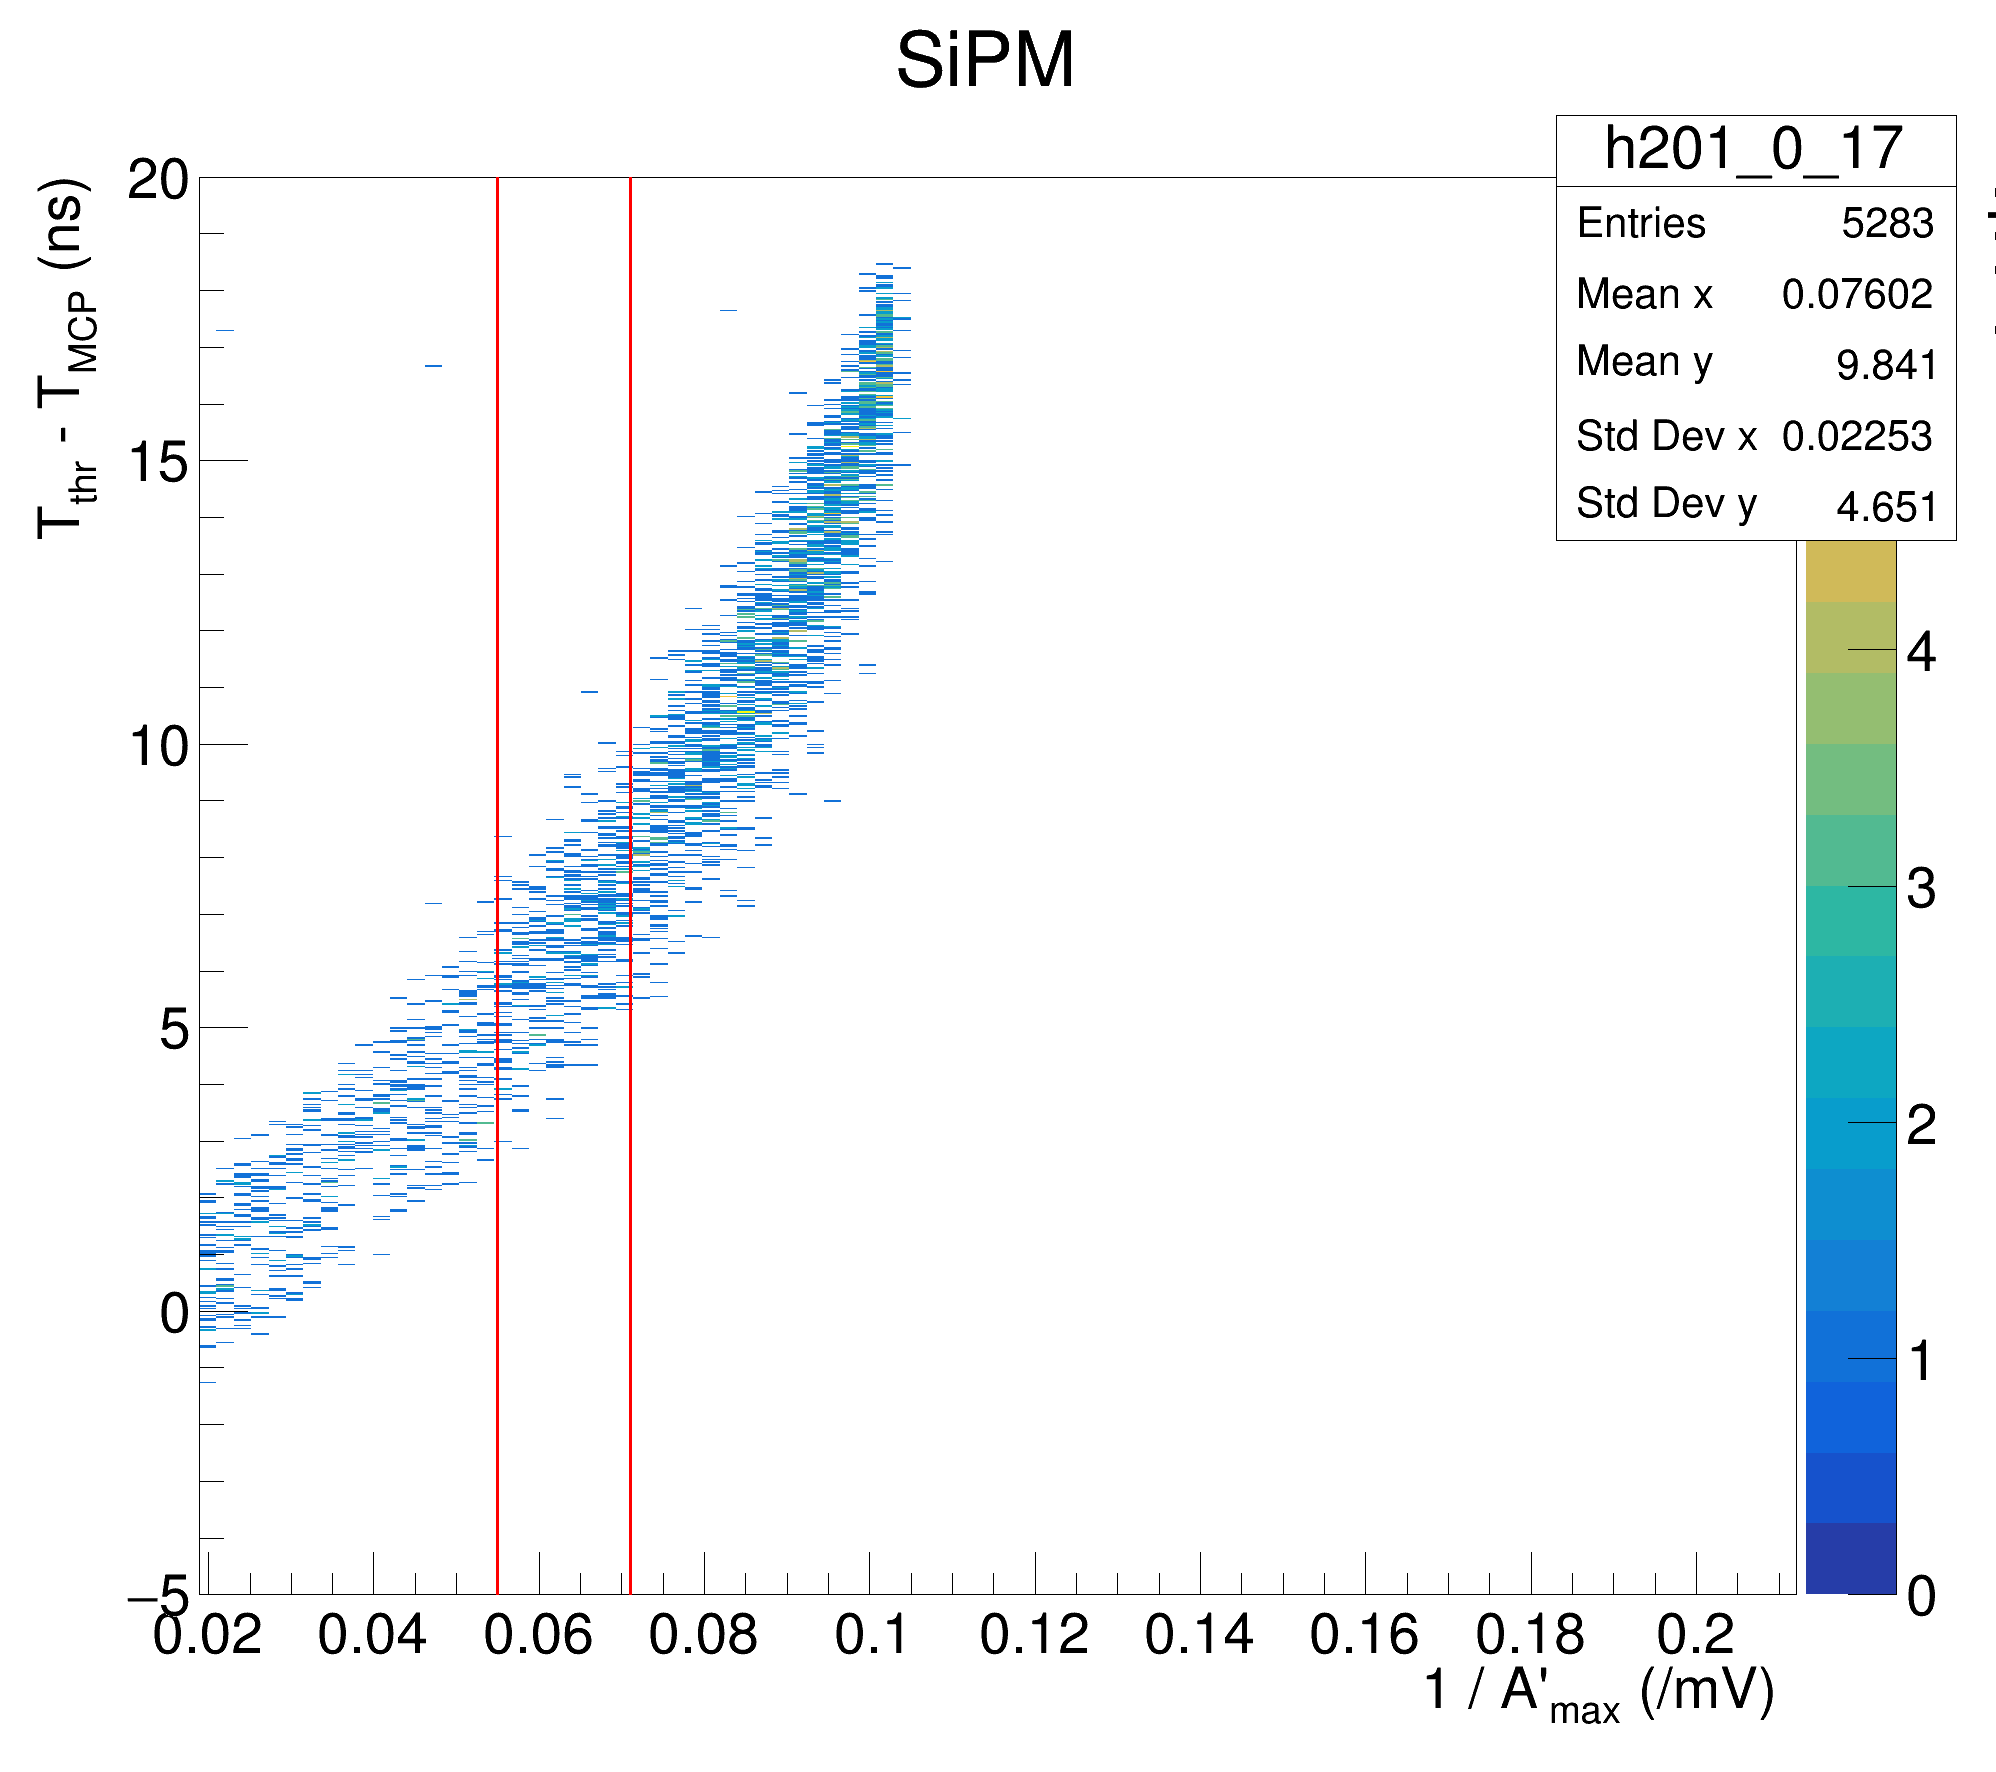 SiPM
h201_0_17
Entries 5283
Mean x 0.07602
Mean y 9.841
Std Dev x 0.02253
Std Dev y 4.651
T_thr - T_MCP (ns)
20
15
10
5
0
−5
4
3
2
1
0
0.02 0.04 0.06 0.08 0.1 0.12 0.14 0.16 0.18 0.2
1 / A'_max (/mV)